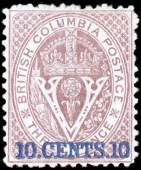 BRITISH COLUMBIA POSTAGE
V
10.CENTS.10